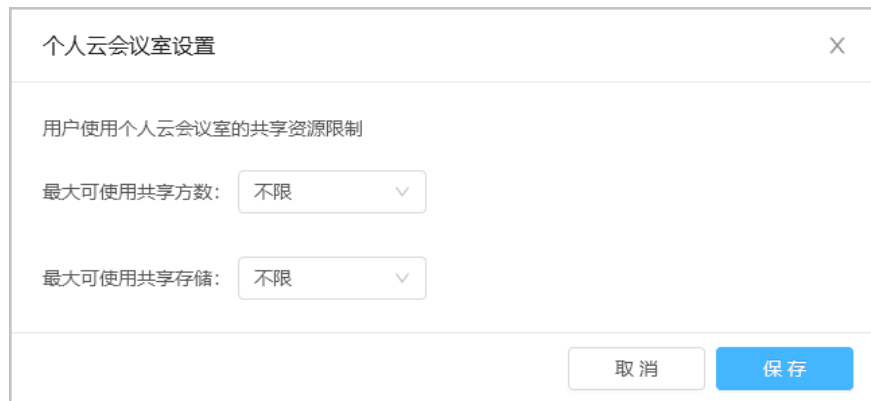 个人云会议室设置
用户使用个人云会议室的共享资源限制
最大可使用共享方数： 不限
最大可使用共享存储： 不限
取 消 保 存